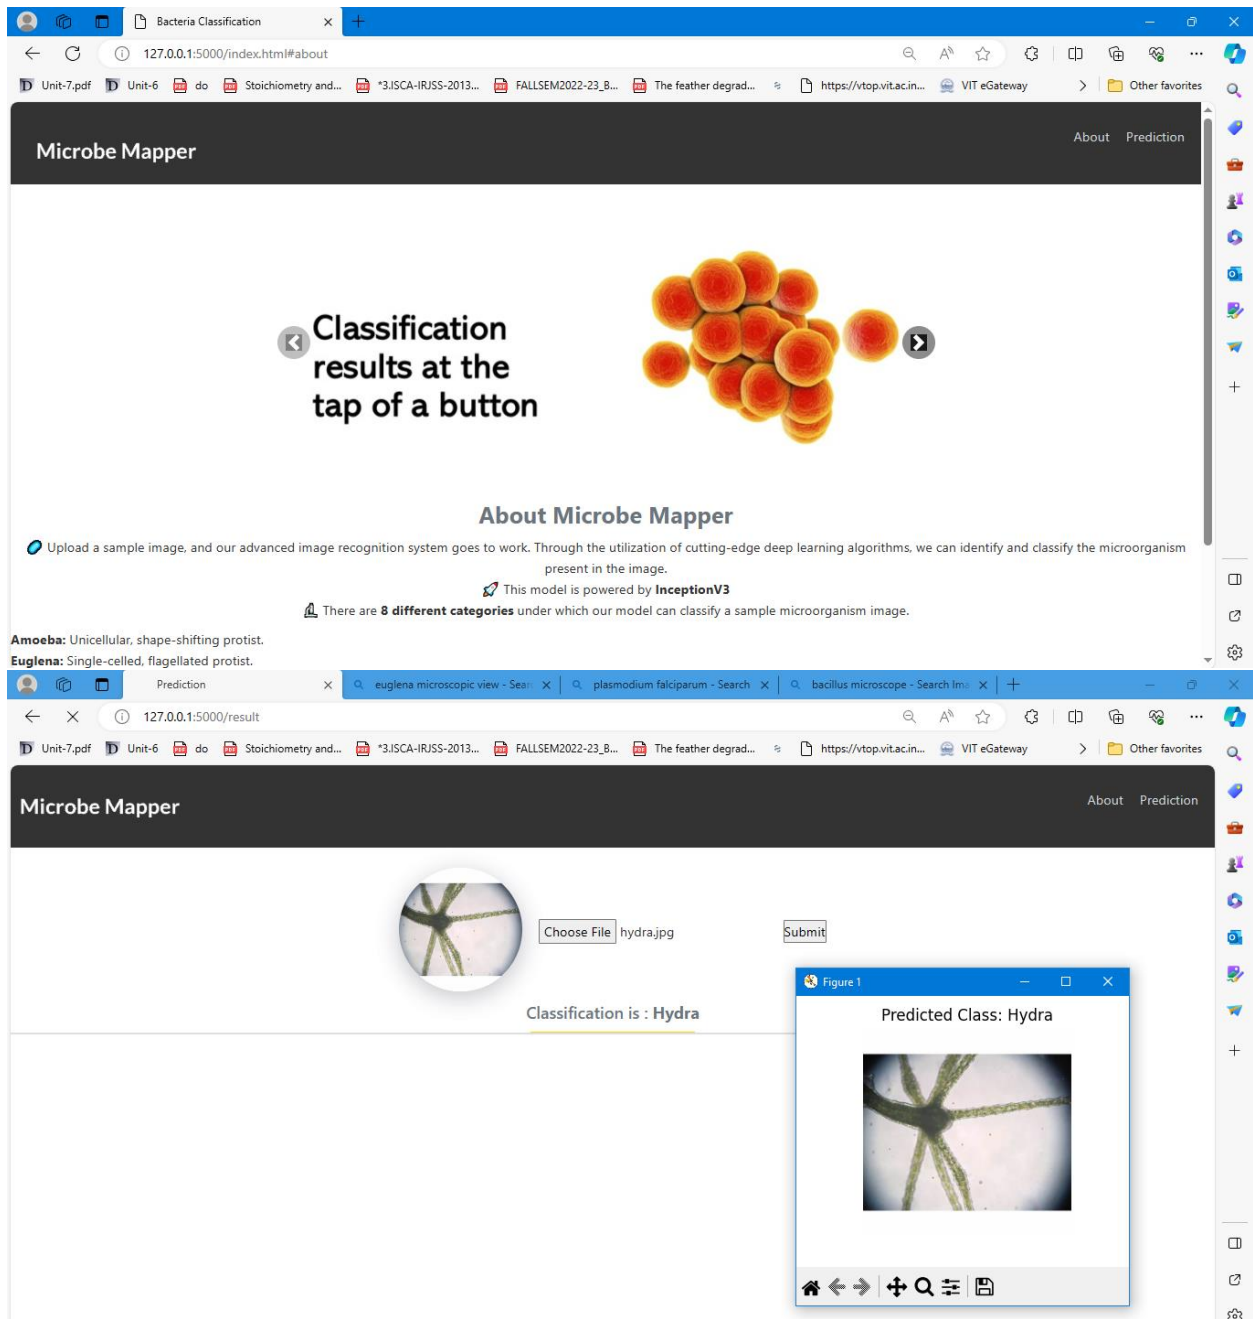 Bacteria Classification
127.0.0.1:5000/index.html#about
Unit-7.pdf Unit-6 do Stoichiometry and... *3.ISCA-IRJSS-2013... FALLSEM2022-23_B... The feather degrad... https://vtop.vit.ac.in... VIT eGateway Other favorites
About Prediction
Microbe Mapper
Classification
results at the
tap of a button
About Microbe Mapper
Upload a sample image, and our advanced image recognition system goes to work. Through the utilization of cutting-edge deep learning algorithms, we can identify and classify the microorganism
present in the image.
This model is powered by InceptionV3
There are 8 different categories under which our model can classify a sample microorganism image.
Amoeba: Unicellular, shape-shifting protist.
Euglena: Single-celled, flagellated protist.
Prediction euglena microscopic view - Sear plasmodium falciparum - Search bacillus microscope - Search Ima
127.0.0.1:5000/result
Unit-7.pdf Unit-6 do Stoichiometry and... *3.ISCA-IRJSS-2013... FALLSEM2022-23_B... The feather degrad... https://vtop.vit.ac.in... VIT eGateway Other favorites
Microbe Mapper About Prediction
Choose File hydra.jpg Submit
Classification is : Hydra
Figure 1
Predicted Class: Hydra